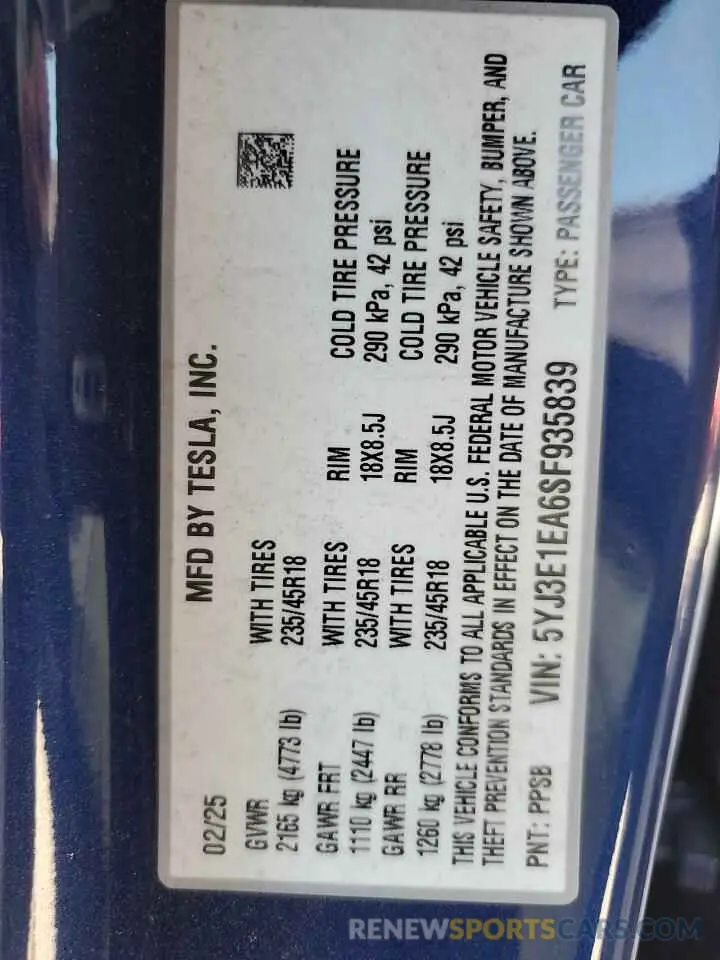 02/25 MFD BY TESLA, INC.
GVWR WITH TIRES
2165 kg (4773 lb) 235/45R18
GAWR FRT WITH TIRES RIM COLD TIRE PRESSURE
1110 kg (2447 lb) 235/45R18 18X8.5J 290 kPa, 42 psi
GAWR RR WITH TIRES RIM COLD TIRE PRESSURE
1260 kg (2778 lb) 235/45R18 18X8.5J 290 kPa, 42 psi
THIS VEHICLE CONFORMS TO ALL APPLICABLE U.S. FEDERAL MOTOR VEHICLE SAFETY, BUMPER, AND
THEFT PREVENTION STANDARDS IN EFFECT ON THE DATE OF MANUFACTURE SHOWN ABOVE.
PNT: PPSB VIN: 5YJ3E1EA6SF935839 TYPE: PASSENGER CAR
RENEWSPORTSCARS.COM